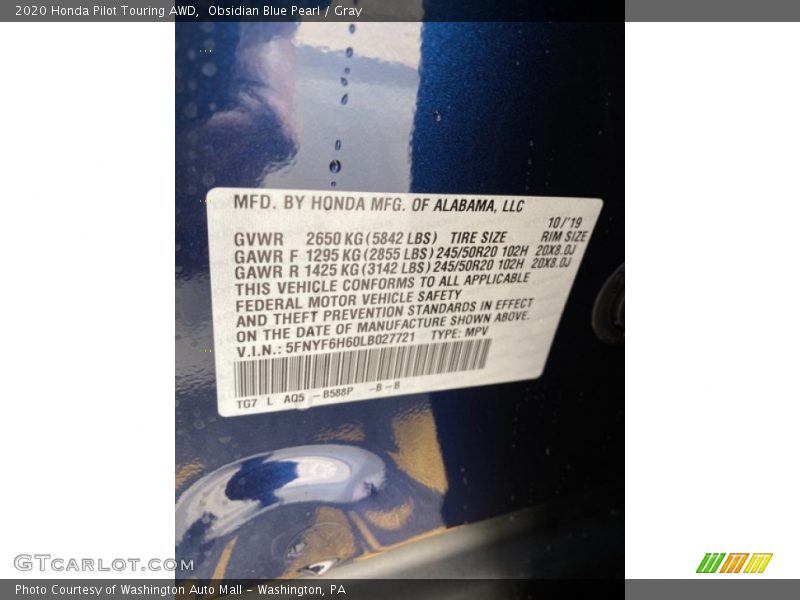 2020 Honda Pilot Touring AWD,  Obsidian Blue Pearl / Gray
MFD. BY HONDA MFG. OF ALABAMA, LLC
10/'19
GVWR 2650 KG (5842 LBS) TIRE SIZE RIM SIZE
GAWR F 1295 KG (2855 LBS) 245/50R20 102H 20X8.0J
GAWR R 1425 KG (3142 LBS) 245/50R20 102H 20X8.0J
THIS VEHICLE CONFORMS TO ALL APPLICABLE
FEDERAL MOTOR VEHICLE SAFETY
AND THEFT PREVENTION STANDARDS IN EFFECT
ON THE DATE OF MANUFACTURE SHOWN ABOVE.
V.I.N.: 5FNYF6H60LB027721 TYPE: MPV
TG7 L AQ5 - B588P - B - B
GTCARLOT.COM
Photo Courtesy of Washington Auto Mall - Washington, PA